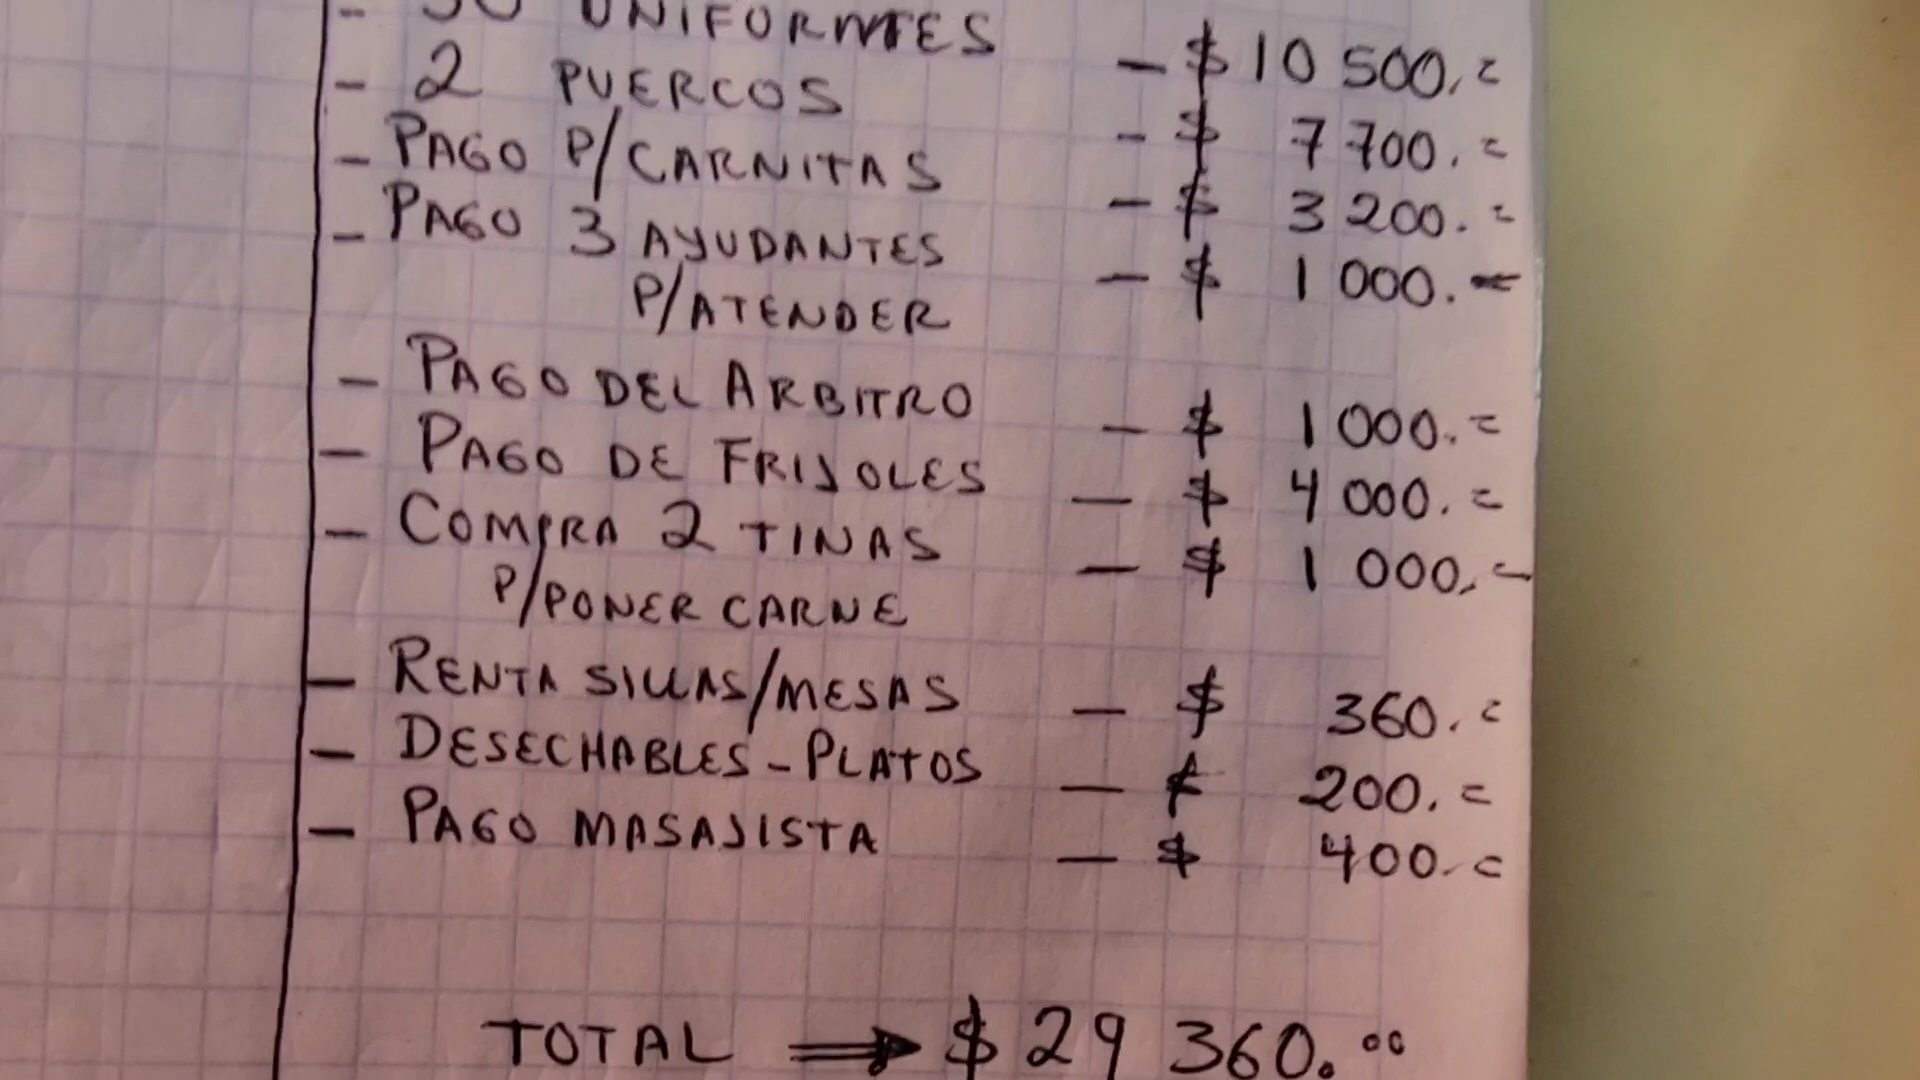 - 30 UNIFORMES - $ 10 500.=
- 2 PUERCOS - $ 7 700.=
- PAGO P/CARNITAS - $ 3 200.=
- PAGO 3 AYUDANTES - $ 1 000.=
P/ATENDER
- PAGO DEL ARBITRO - $ 1 000.=
- PAGO DE FRIJOLES - $ 4 000.=
- COMPRA 2 TINAS - $ 1 000.=
P/PONER CARNE
- RENTA SILLAS/MESAS - $ 360.=
- DESECHABLES - PLATOS - $ 200.=
- PAGO MASAJISTA - $ 400.=
TOTAL ⇒ $ 29 360.00